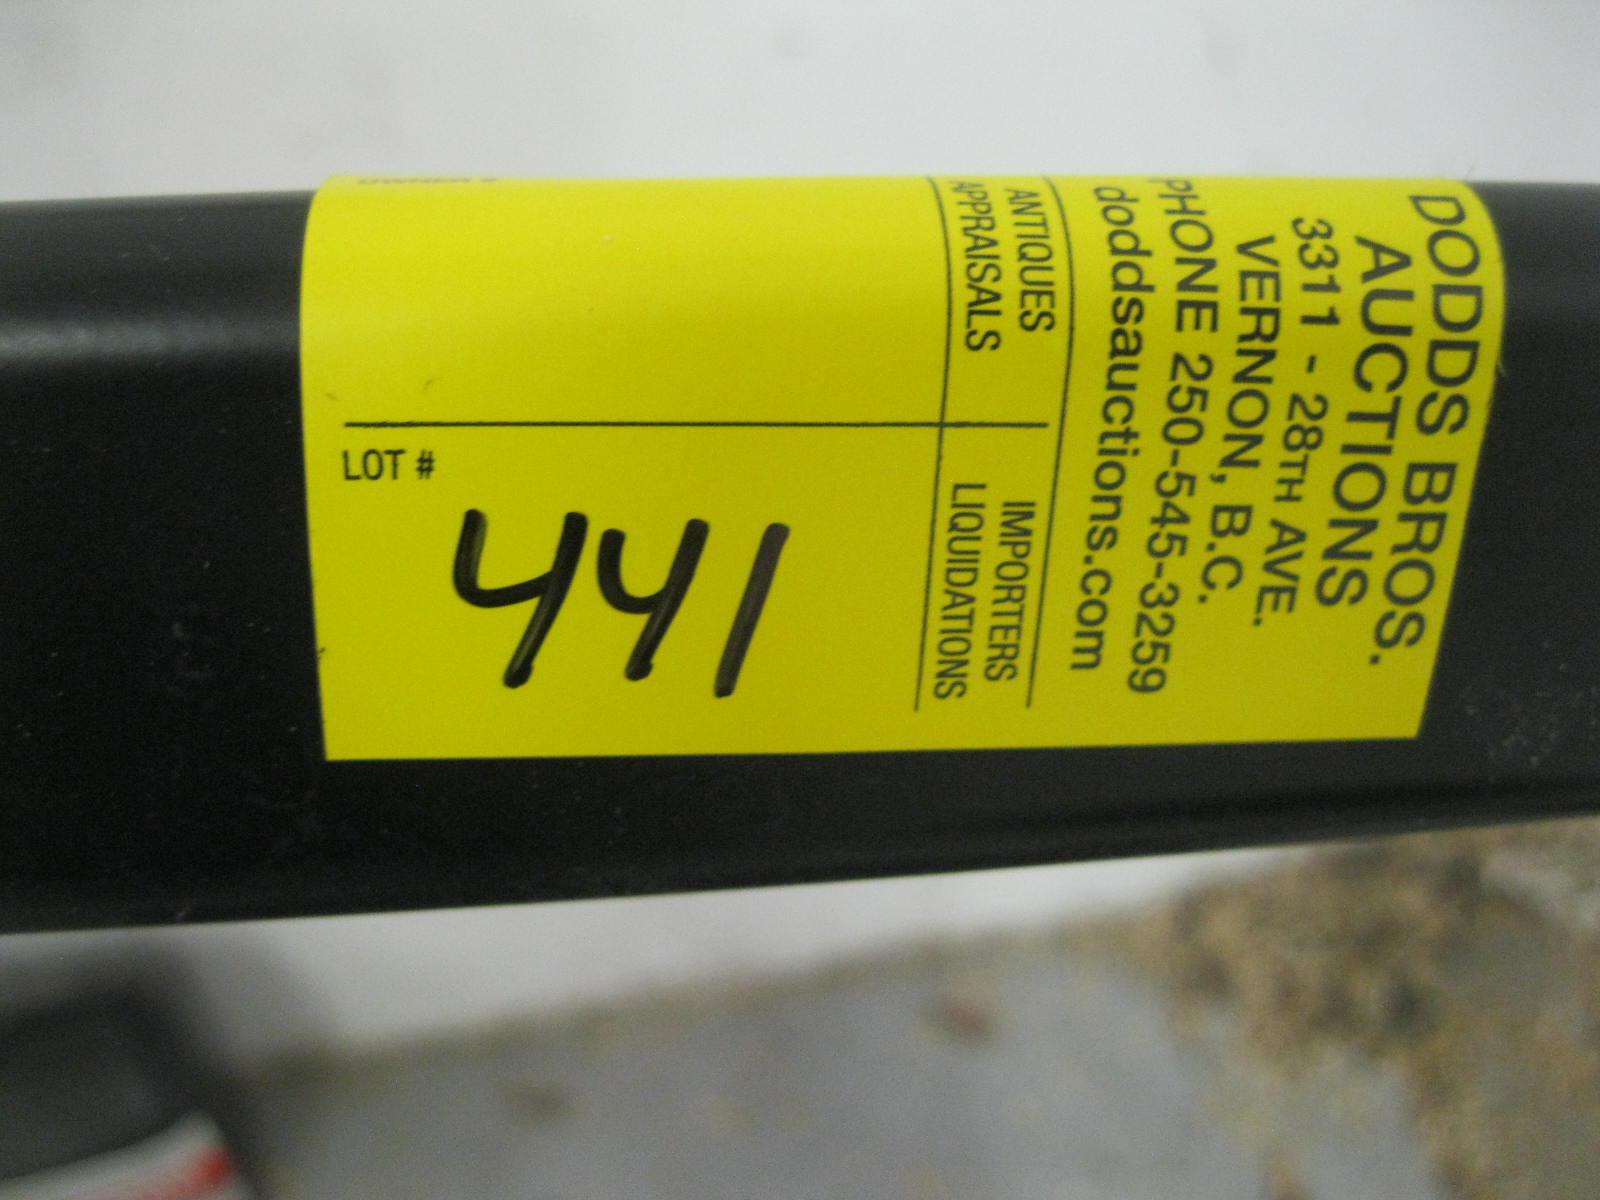 DODDS BROS.
AUCTIONS
3311 - 28TH AVE.
VERNON, B.C.
PHONE 250-545-3259
doddsauctions.com
ANTIQUES IMPORTERS
APPRAISALS LIQUIDATIONS
OWNER #
LOT #
441